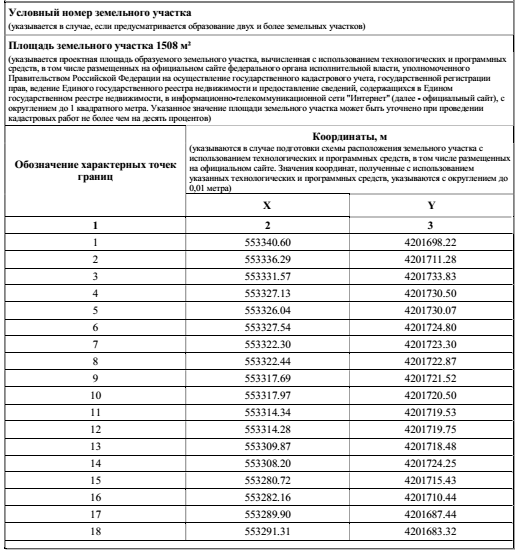 Условный номер земельного участка
(указывается в случае, если предусматривается образование двух и более земельных участков)
Площадь земельного участка 1508 м²
(указывается проектная площадь образуемого земельного участка, вычисленная с использованием технологических и программных
средств, в том числе размещенных на официальном сайте федерального органа исполнительной власти, уполномоченного
Правительством Российской Федерации на осуществление государственного кадастрового учета, государственной регистрации
прав, ведение Единого государственного реестра недвижимости и предоставление сведений, содержащихся в Едином
государственном реестре недвижимости, в информационно-телекоммуникационной сети "Интернет" (далее - официальный сайт), с
округлением до 1 квадратного метра. Указанное значение площади земельного участка может быть уточнено при проведении
кадастровых работ не более чем на десять процентов)
Обозначение характерных точек
границ
Координаты, м
(указываются в случае подготовки схемы расположения земельного участка с
использованием технологических и программных средств, в том числе размещенных
на официальном сайте. Значения координат, полученные с использованием
указанных технологических и программных средств, указываются с округлением до
0,01 метра)
X Y
1 2 3
1 553340.60 4201698.22
2 553336.29 4201711.28
3 553331.57 4201733.83
4 553327.13 4201730.50
5 553326.04 4201730.07
6 553327.54 4201724.80
7 553322.30 4201723.30
8 553322.44 4201722.87
9 553317.69 4201721.52
10 553317.97 4201720.50
11 553314.34 4201719.53
12 553314.28 4201719.75
13 553309.87 4201718.48
14 553308.20 4201724.25
15 553280.72 4201715.43
16 553282.16 4201710.44
17 553289.90 4201687.44
18 553291.31 4201683.32